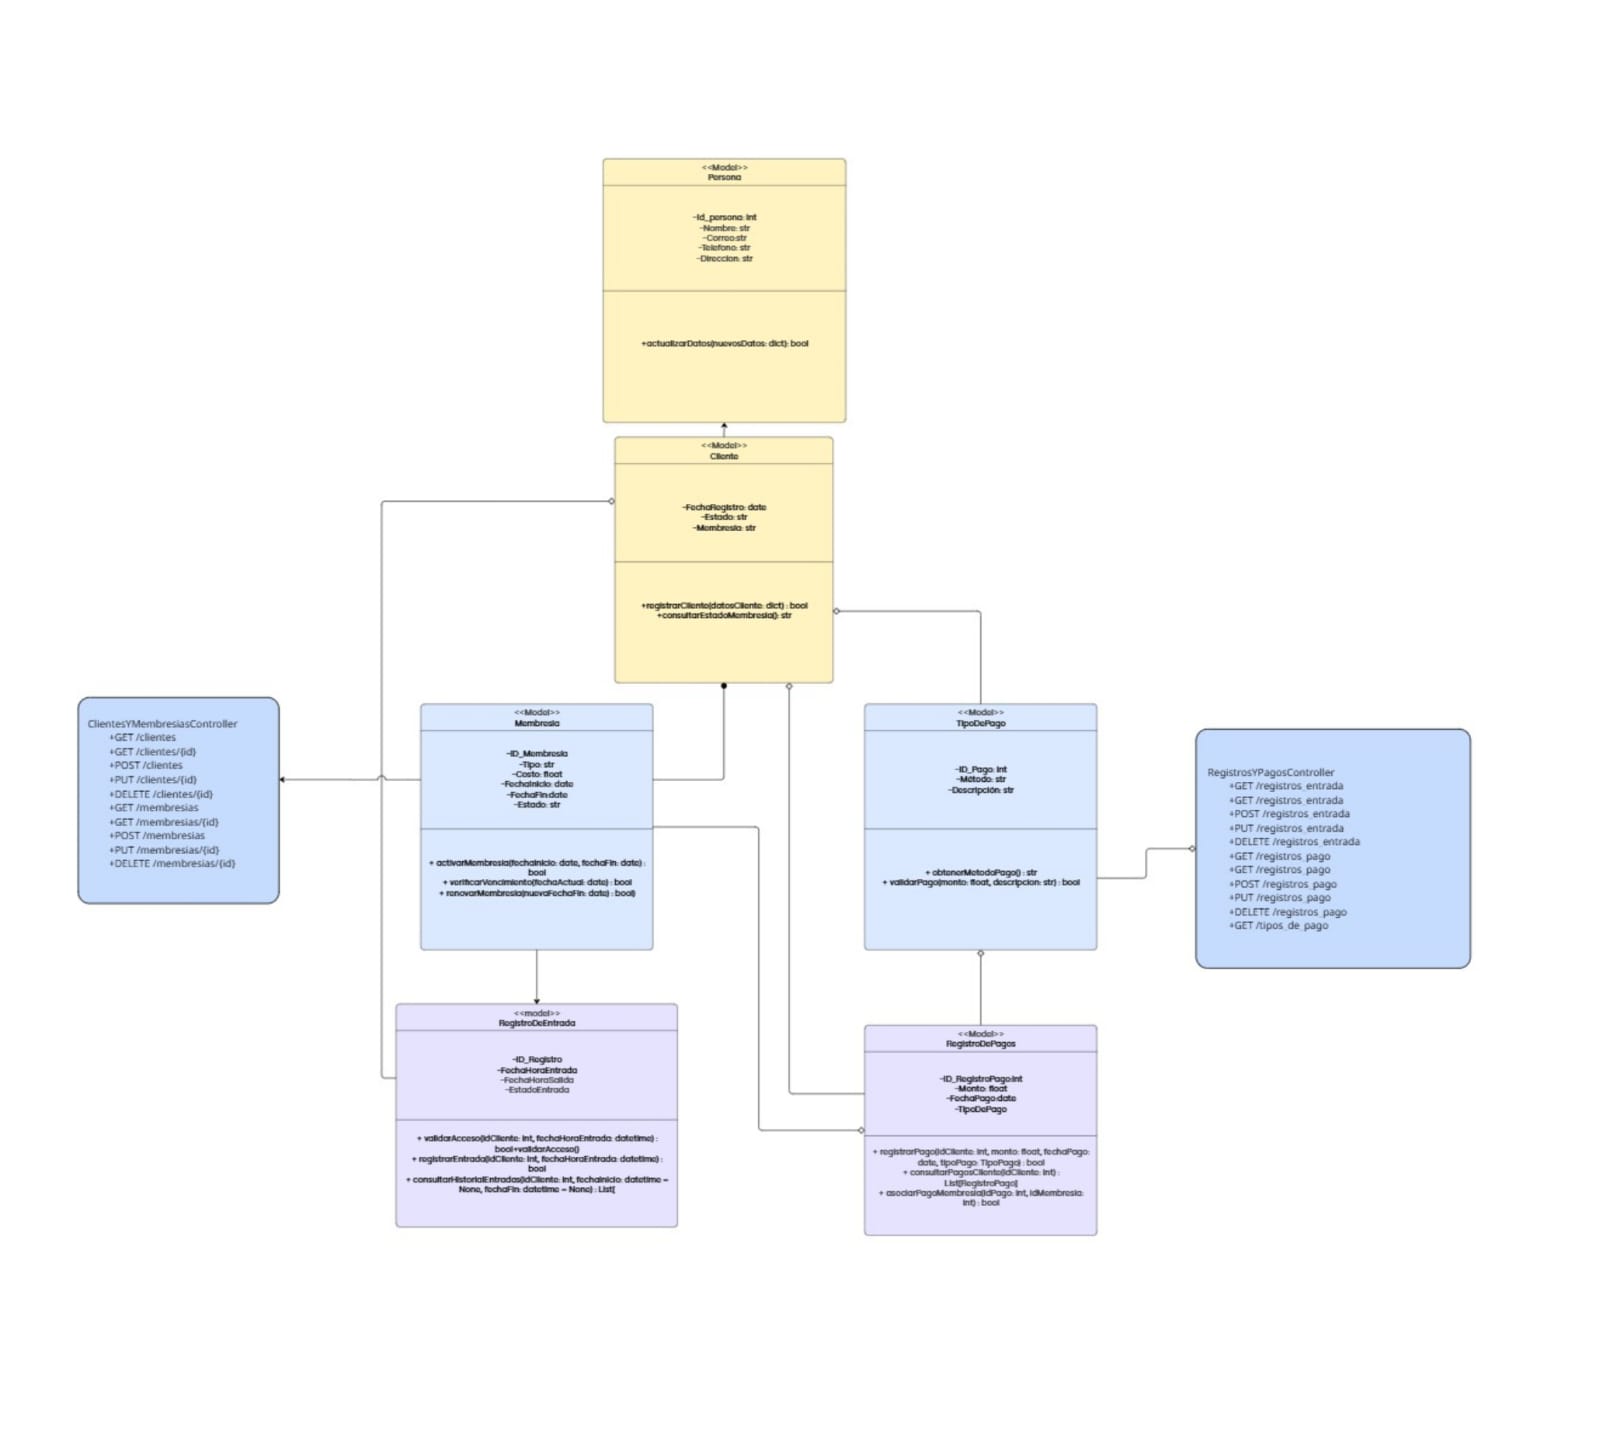 <<Model>>
Persona
-Id_persona: int
-Nombre: str
-Correo:str
-Telefono: str
-Direccion: str
+actualizarDatos(nuevosDatos: dict): bool
<<Model>>
Cliente
-FechaRegistro: date
-Estado: str
-Membresia: str
+registrarCliente(datosCliente: dict) : bool
+consultarEstadoMembresia(): str
ClientesYMembresiasController
+GET /clientes
+GET /clientes/{id}
+POST /clientes
+PUT /clientes/{id}
+DELETE /clientes/{id}
+GET /membresias
+GET /membresias/{id}
+POST /membresias
+PUT /membresias/{id}
+DELETE /membresias/{id}
<<Model>>
Membresia
-ID_Membresia
-Tipo: str
-Costo: float
-FechaInicio: date
-FechaFin:date
-Estado: str
+ activarMembresia(fechaInicio: date, fechaFin: date) :
bool
+ verificarVencimiento(fechaActual: date) : bool
+ renovarMembresia(nuevaFechaFin: date) : bool)
<<Model>>
TipoDePago
-ID_Pago: int
-Método: str
-Descripción: str
+ obtenerMetodoPago() : str
+ validarPago(monto: float, descripcion: str) : bool
RegistrosYPagosController
+GET /registros_entrada
+GET /registros_entrada
+POST /registros_entrada
+PUT /registros_entrada
+DELETE /registros_entrada
+GET /registros_pago
+GET /registros_pago
+POST /registros_pago
+PUT /registros_pago
+DELETE /registros_pago
+GET /tipos_de_pago
<<model>>
RegistroDeEntrada
-ID_Registro
-FechaHoraEntrada
-FechaHoraSalida
-EstadoEntrada
+ validarAcceso(idCliente: int, fechaHoraEntrada: datetime) :
bool+validarAcceso()
+ registrarEntrada(idCliente: int, fechaHoraEntrada: datetime) :
bool
+ consultarHistorialEntradas(idCliente: int, fechaInicio: datetime =
None, fechaFin: datetime = None) : List[
<<Model>>
RegistroDePagos
-ID_RegistroPago:int
-Monto: float
-FechaPago:date
-TipoDePago
+ registrarPago(idCliente: int, monto: float, fechaPago:
date, tipoPago: TipoPago) : bool
+ consultarPagosCliente(idCliente: int) :
List[RegistroPago]
+ asociarPagoMembresia(idPago: int, idMembresia:
int) : bool